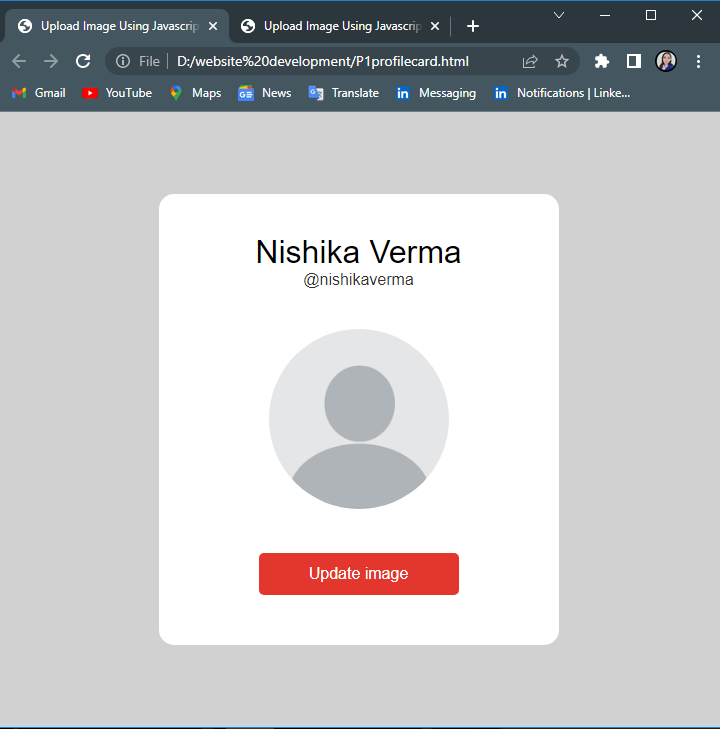 Upload Image Using Javascrip
Upload Image Using Javascrip
File
D:/website%20development/P1profilecard.html
Gmail
YouTube
Maps
News
Translate
Messaging
Notifications | Linke...
Nishika Verma
@nishikaverma
Update image